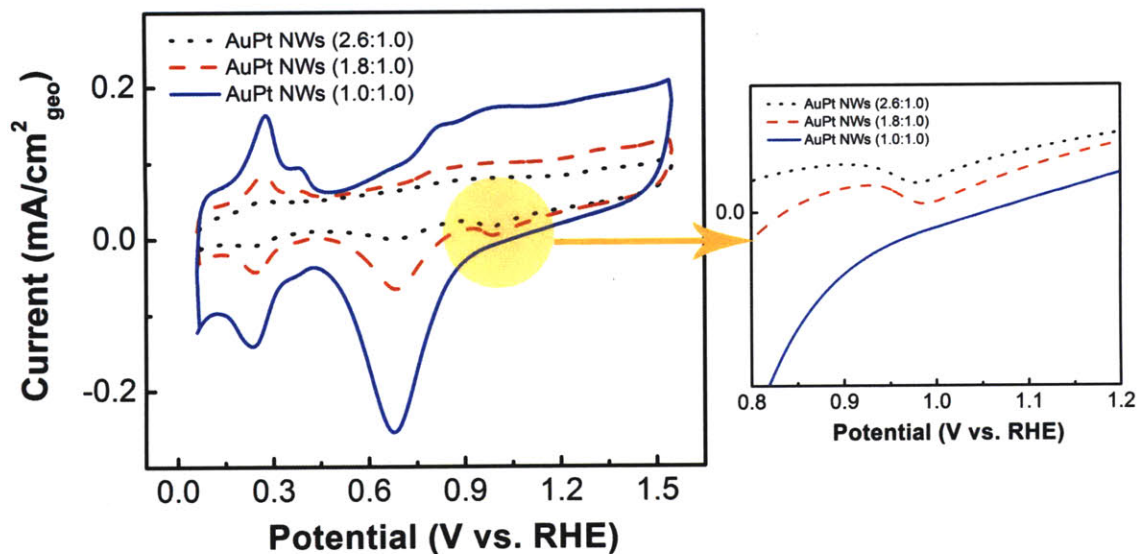 AuPt NWs (2.6:1.0)
AuPt NWs (1.8:1.0)
AuPt NWs (1.0:1.0)
0.2
0.0
-0.2
Current (mA/cm²geo)
0.0 0.3 0.6 0.9 1.2 1.5
Potential (V vs. RHE)
AuPt NWs (2.6:1.0)
AuPt NWs (1.8:1.0)
AuPt NWs (1.0:1.0)
0.0
0.8 0.9 1.0 1.1 1.2
Potential (V vs. RHE)